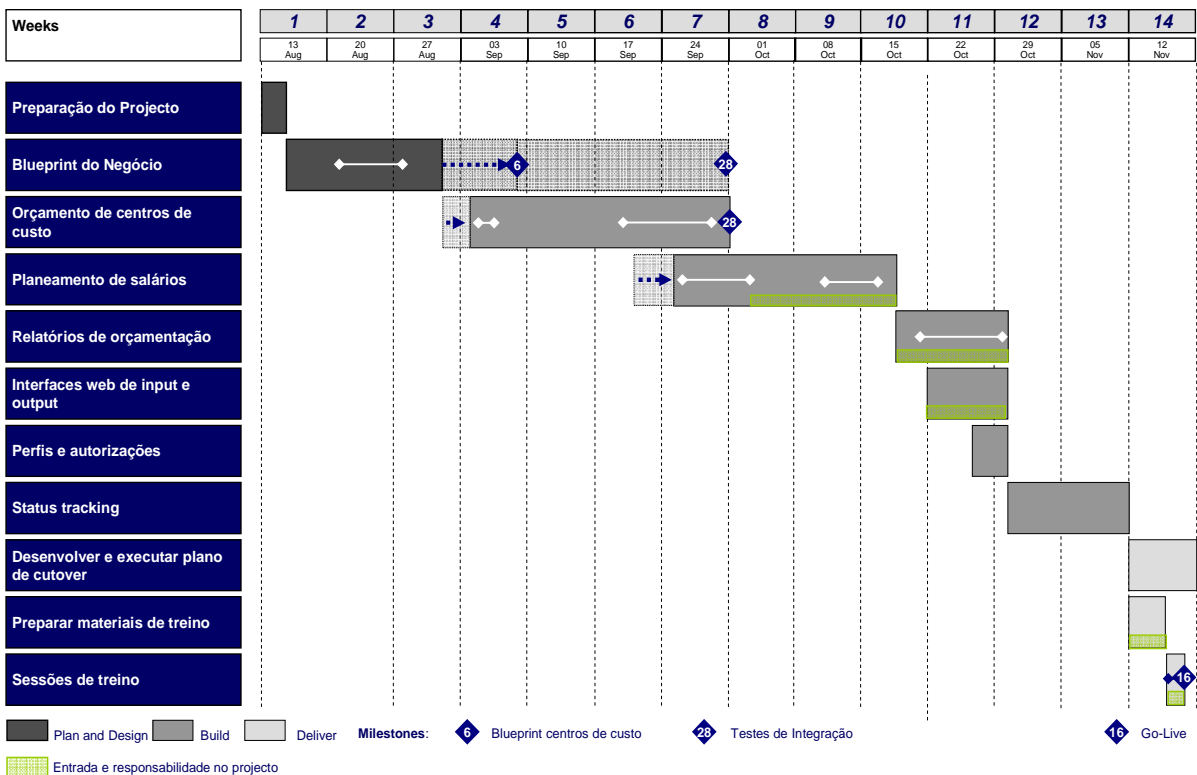 Weeks
1 2 3 4 5 6 7 8 9 10 11 12 13 14
13 20 27 03 10 17 24 01 08 15 22 29 05 12
Aug Aug Aug Sep Sep Sep Sep Oct Oct Oct Oct Oct Nov Nov
Preparação do Projecto
Blueprint do Negócio
6 28
Orçamento de centros de
custo
28
Planeamento de salários
Relatórios de orçamentação
Interfaces web de input e
output
Perfis e autorizações
Status tracking
Desenvolver e executar plano
de cutover
Preparar materiais de treino
Sessões de treino
16
Plan and Design Build Deliver Milestones: 6 Blueprint centros de custo 28 Testes de Integração 16 Go-Live
Entrada e responsabilidade no projecto